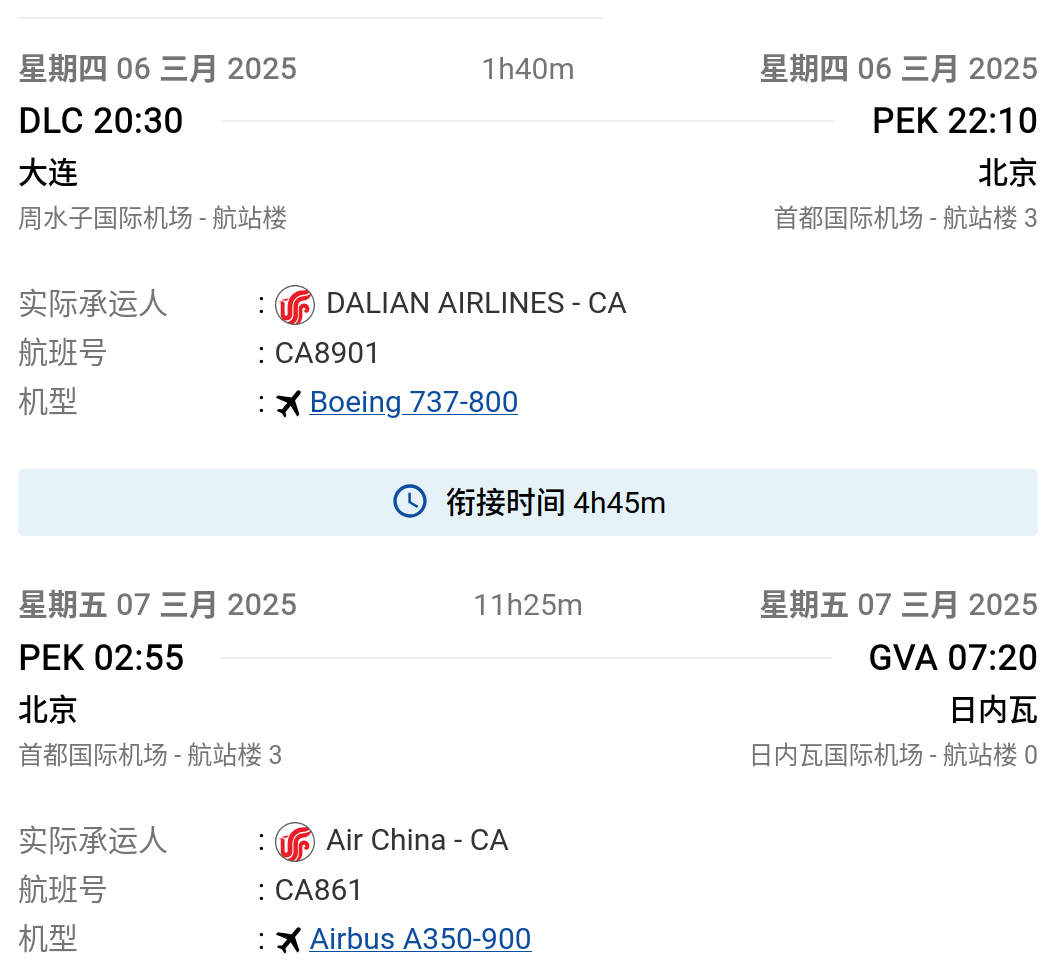 星期四 06 三月 2025 1h40m 星期四 06 三月 2025
DLC 20:30 PEK 22:10
大连 北京
周水子国际机场 - 航站楼 首都国际机场 - 航站楼 3
实际承运人 : DALIAN AIRLINES - CA
航班号 : CA8901
机型 : Boeing 737-800
衔接时间 4h45m
星期五 07 三月 2025 11h25m 星期五 07 三月 2025
PEK 02:55 GVA 07:20
北京 日内瓦
首都国际机场 - 航站楼 3 日内瓦国际机场 - 航站楼 0
实际承运人 : Air China - CA
航班号 : CA861
机型 : Airbus A350-900